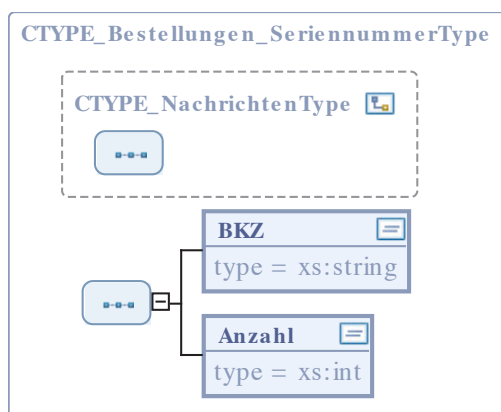 CTYPE_Bestellungen_SeriennummerType
CTYPE_NachrichtenType
BKZ
type = xs:string
Anzahl
type = xs:int